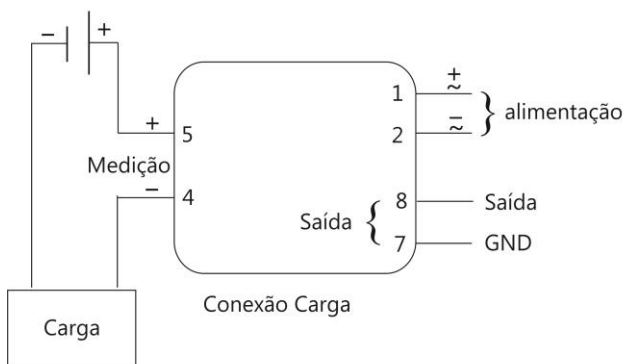 − +
1 + ~
+ 5
2 − ~
} alimentação
Medição
− 4
8 Saída
Saída {
7 GND
Conexão Carga
Carga